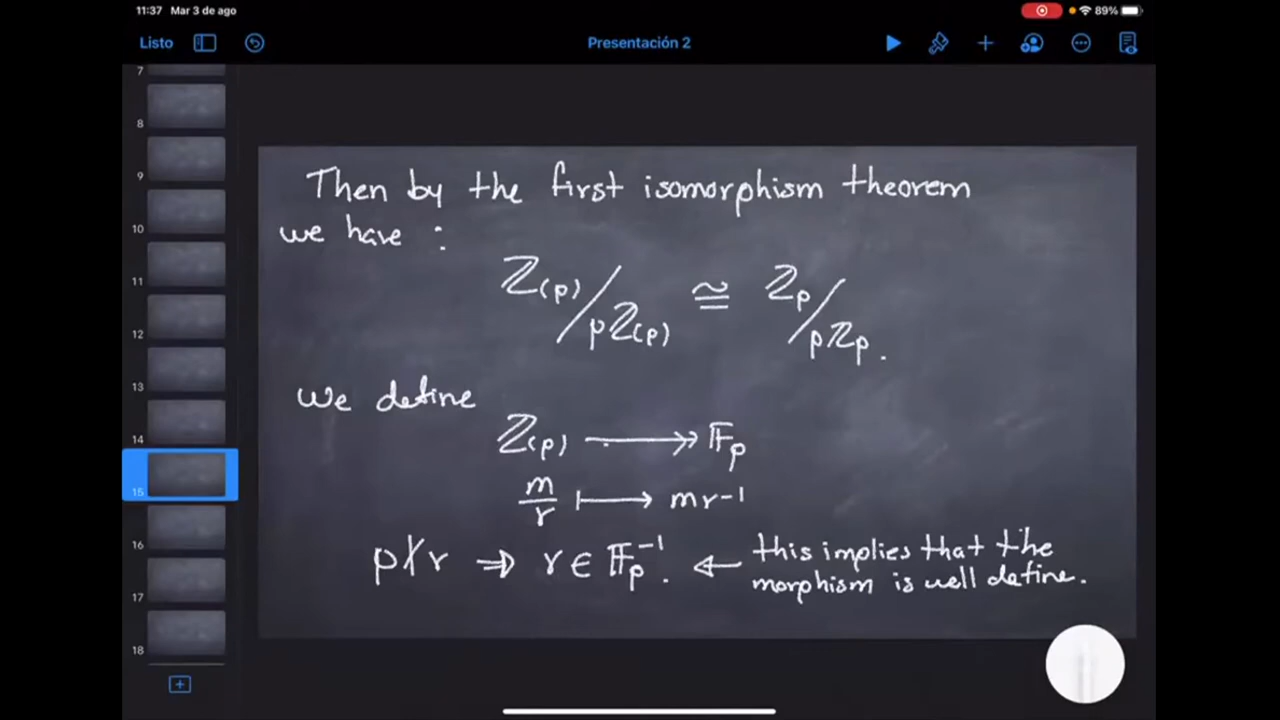 11:37 Mar 3 de ago
89%
Listo
Presentación 2
7
8
9
10
11
12
13
14
15
16
17
18
Then by the first isomorphism theorem
we have :
ℤ(p)/pℤ(p) ≅ ℤp/pℤp.
we define
ℤ(p) ↠ 𝔽p
m/r ⟼ mr⁻¹
p∤r ⇒ r ∈ 𝔽p⁻¹. ← this implies that the
morphism is well define.